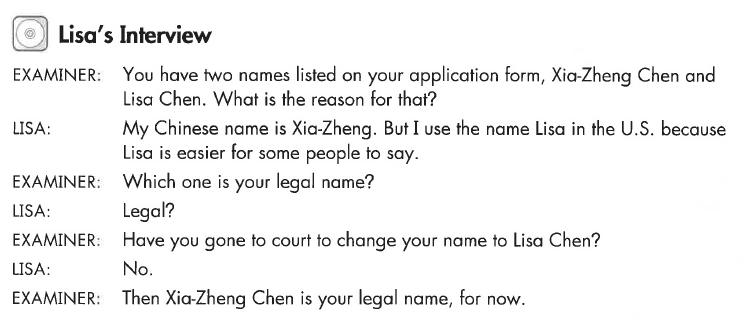 Lisa's Interview
EXAMINER: You have two names listed on your application form, Xia-Zheng Chen and
Lisa Chen. What is the reason for that?
LISA: My Chinese name is Xia-Zheng. But I use the name Lisa in the U.S. because
Lisa is easier for some people to say.
EXAMINER: Which one is your legal name?
LISA: Legal?
EXAMINER: Have you gone to court to change your name to Lisa Chen?
LISA: No.
EXAMINER: Then Xia-Zheng Chen is your legal name, for now.